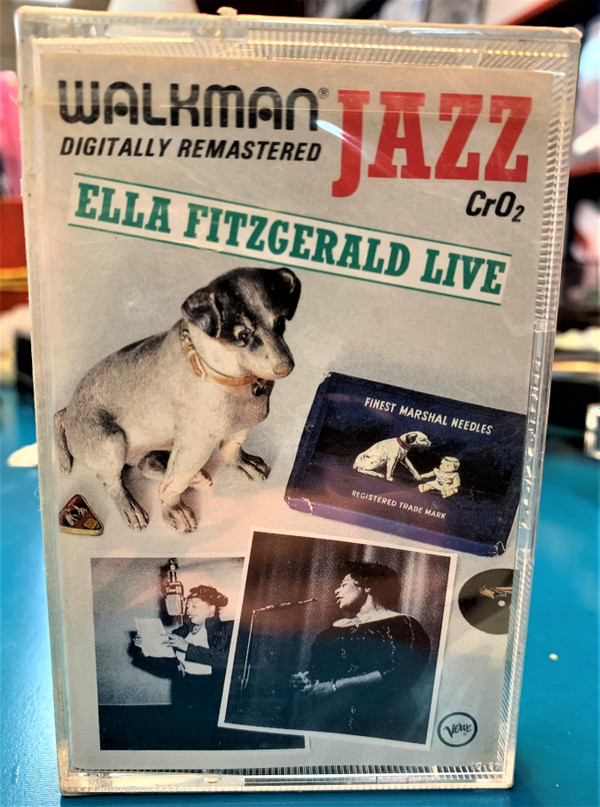 WALKMAN® JAZZ
DIGITALLY REMASTERED
CrO2
ELLA FITZGERALD LIVE
FINEST MARSHAL NEEDLES
REGISTERED TRADE MARK
Verve